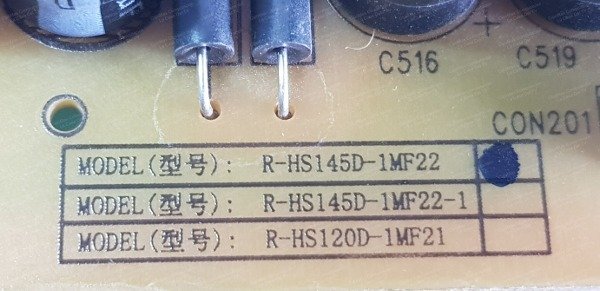 C516
+
C519
CON201
MODEL(型号): R-HS145D-1MF22
MODEL(型号): R-HS145D-1MF22-1
MODEL(型号): R-HS120D-1MF21